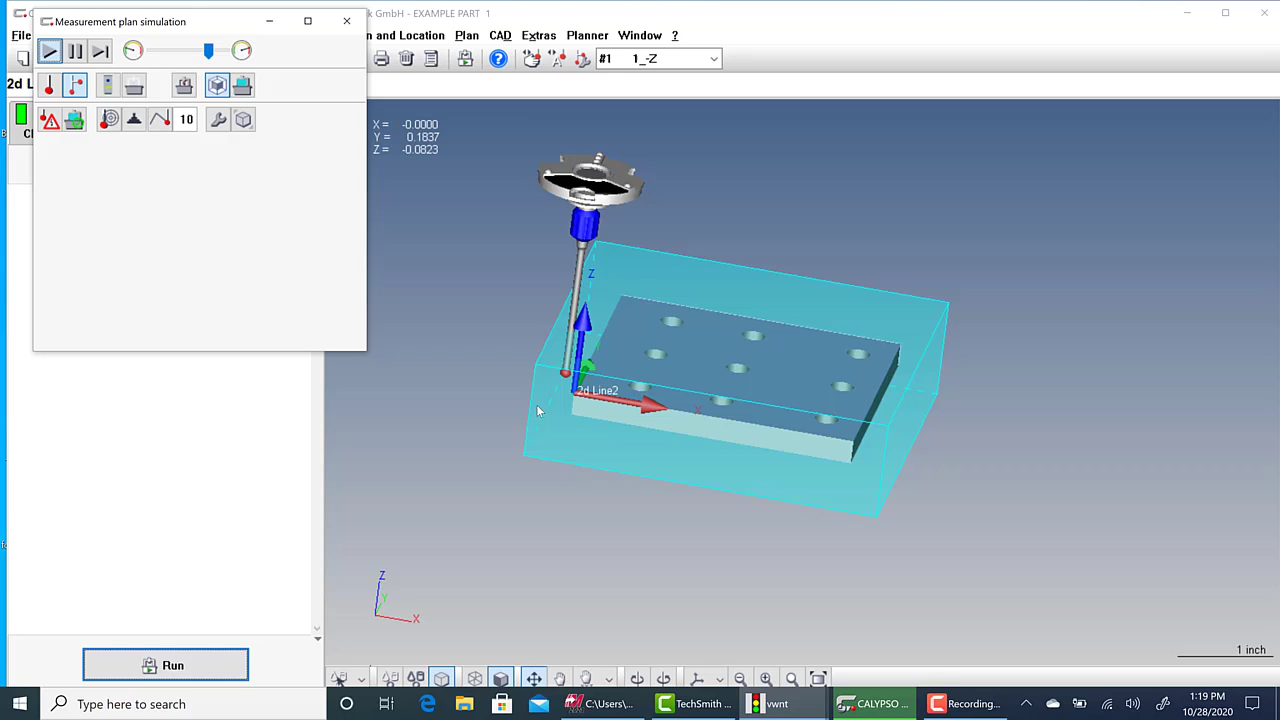 Measurement plan simulation
k GmbH - EXAMPLE PART 1
File
n and Location Plan CAD Extras Planner Window ?
#1 1_-Z
2d Li
10
X = -0.0000
Y = 0.1837
Z = -0.0823
Z
2d Line2
X
Z
Y
X
1 inch
Run
Type here to search
C:\Users\...
TechSmith ...
vwnt
CALYPSO ...
Recording...
1:19 PM
10/28/2020